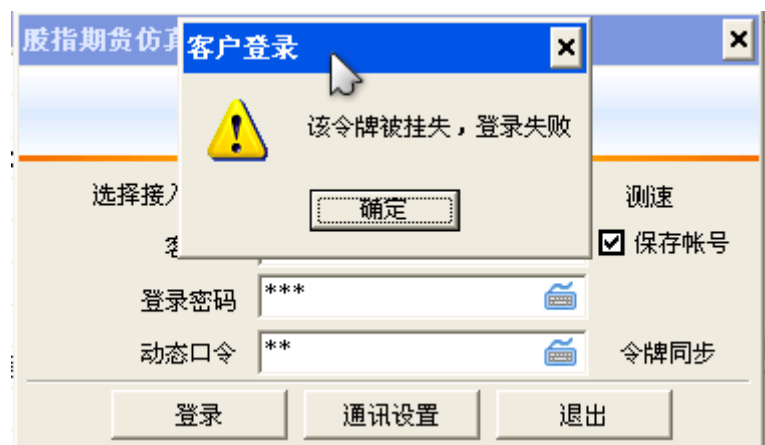 股指期货仿真
客户登录
该令牌被挂失，登录失败
确定
选择接入
测速
客
保存帐号
登录密码
***
动态口令
**
令牌同步
登录
通讯设置
退出